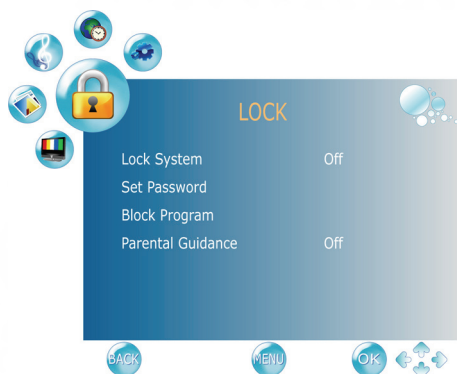 LOCK
Lock System Off
Set Password
Block Program
Parental Guidance Off
BACK MENU OK